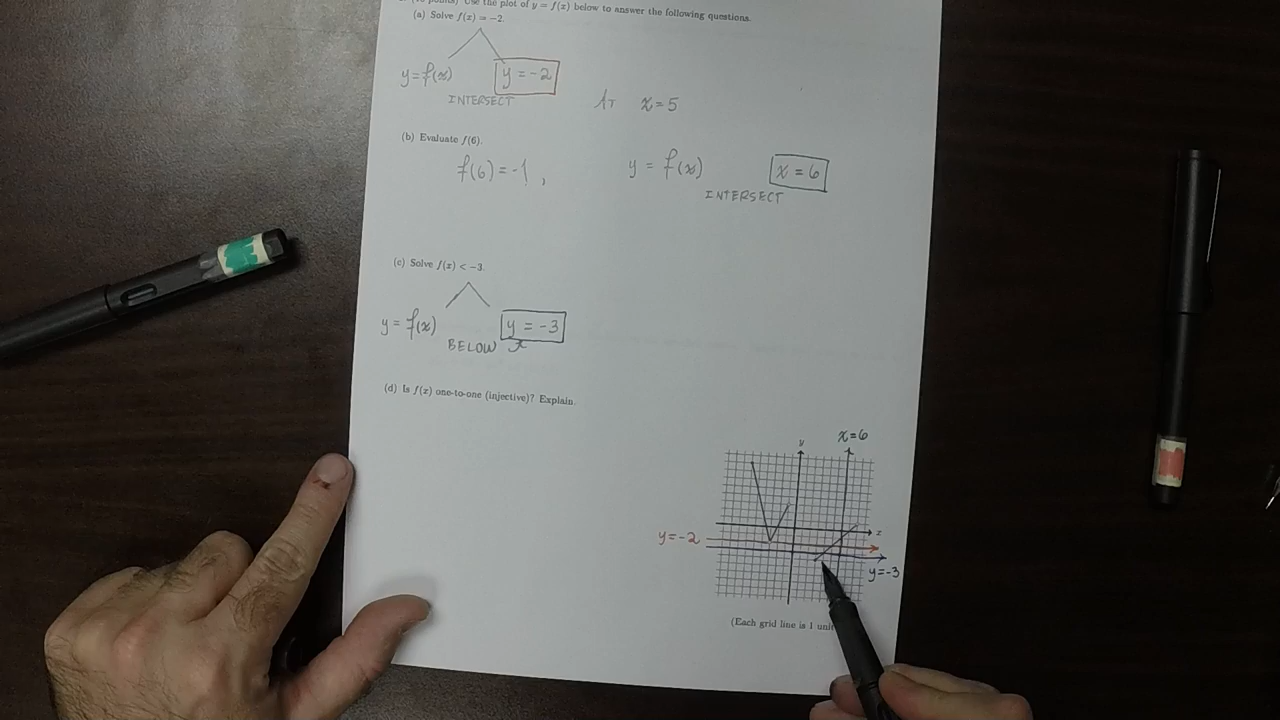 Use the plot of y = f(x) below to answer the following questions.
(a) Solve f(x) = −2.
y=f(x) y = -2
INTERSECT
AT x=5
(b) Evaluate f(6).
f(6) = -1, y = f(x) x = 6
INTERSECT
(c) Solve f(x) < −3.
y = f(x) y = -3
BELOW
(d) Is f(x) one-to-one (injective)? Explain.
x=6
y
x
y=-2
y=-3
(Each grid line is 1